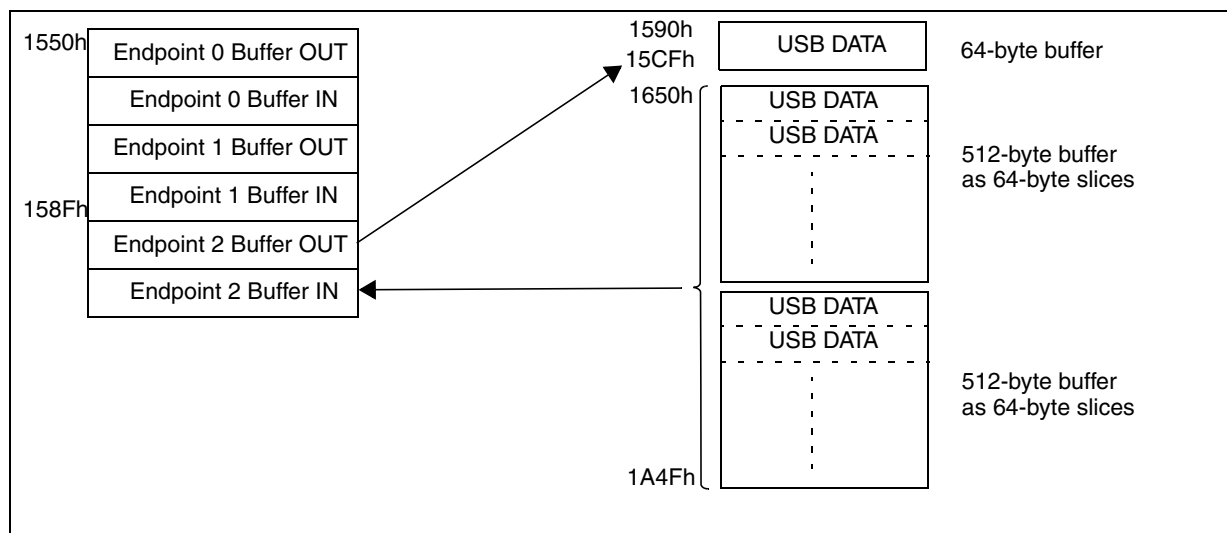 1550h
Endpoint 0 Buffer OUT
Endpoint 0 Buffer IN
Endpoint 1 Buffer OUT
Endpoint 1 Buffer IN
158Fh
Endpoint 2 Buffer OUT
Endpoint 2 Buffer IN
1590h
15CFh
USB DATA
64-byte buffer
1650h
USB DATA
USB DATA
512-byte buffer
as 64-byte slices
USB DATA
USB DATA
512-byte buffer
as 64-byte slices
1A4Fh